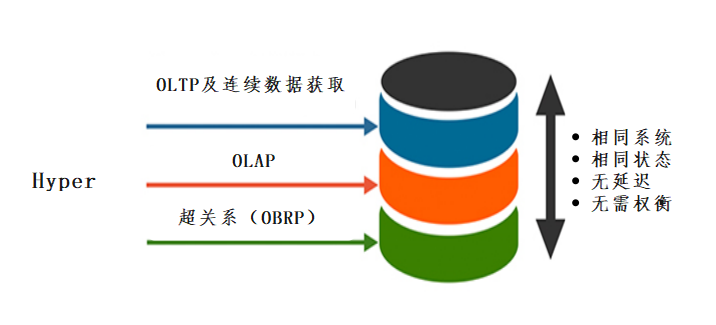 OLTP及连续数据获取
OLAP
Hyper
超关系（OBRP）
• 相同系统
• 相同状态
• 无延迟
• 无需权衡